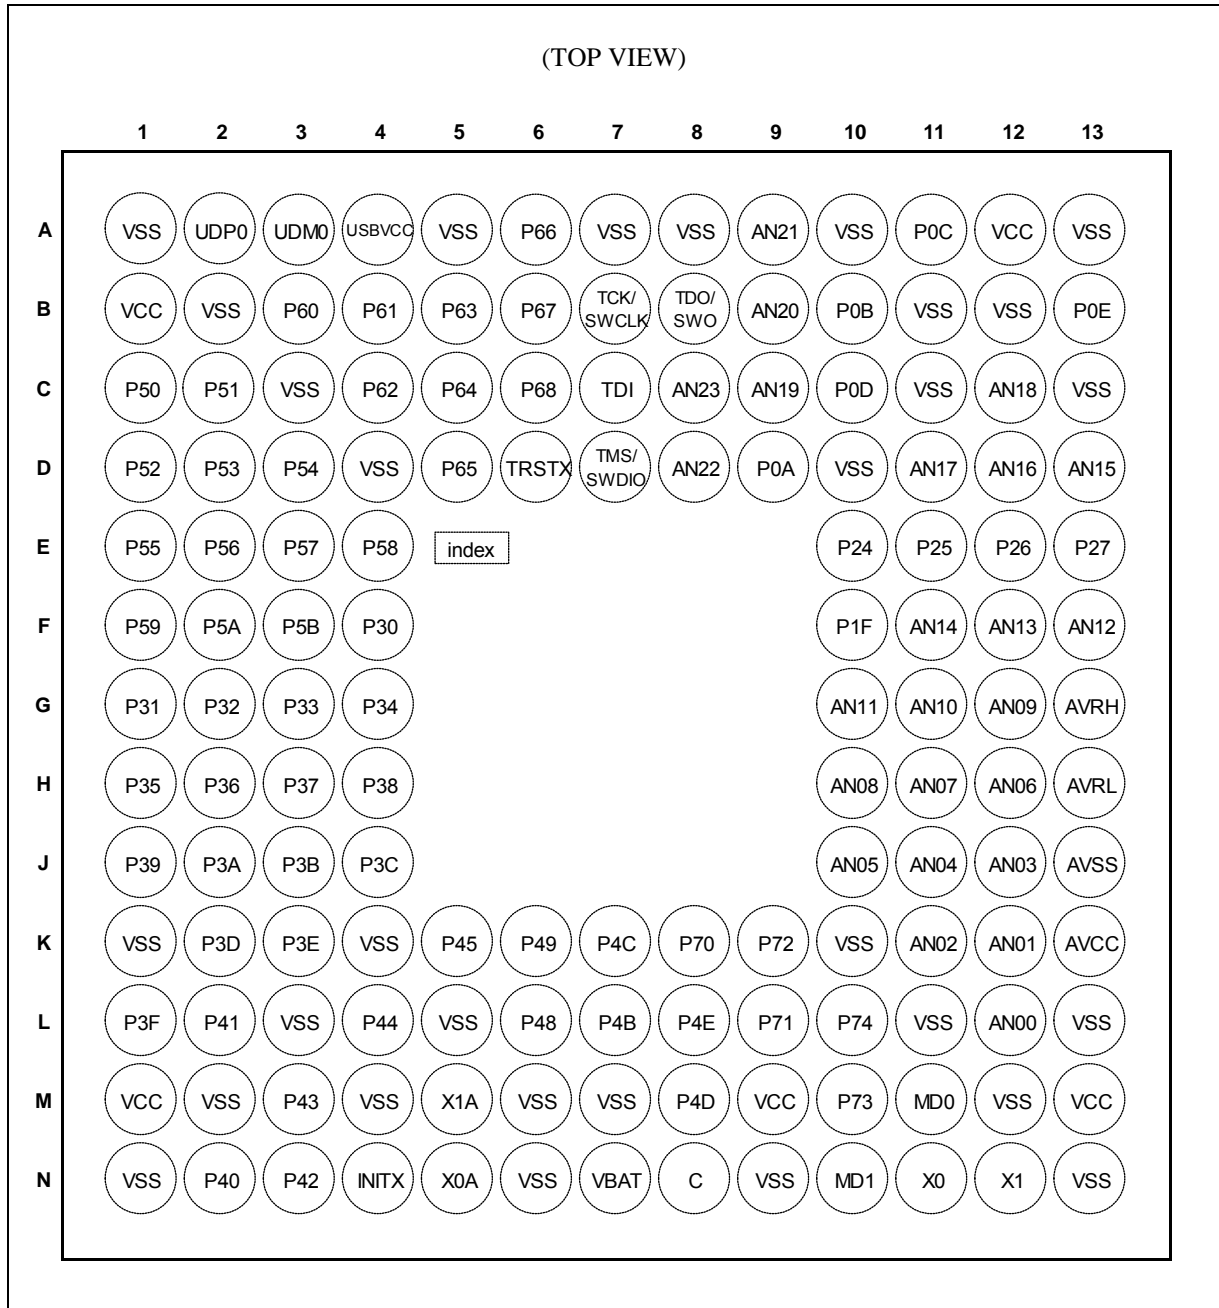 (TOP VIEW)
1 2 3 4 5 6 7 8 9 10 11 12 13
A VSS UDP0 UDM0 USBVCC VSS P66 VSS VSS AN21 VSS P0C VCC VSS
B VCC VSS P60 P61 P63 P67 TCK/SWCLK TDO/SWO AN20 P0B VSS VSS P0E
C P50 P51 VSS P62 P64 P68 TDI AN23 AN19 P0D VSS AN18 VSS
D P52 P53 P54 VSS P65 TRSTX TMS/SWDIO AN22 P0A VSS AN17 AN16 AN15
E P55 P56 P57 P58 index P24 P25 P26 P27
F P59 P5A P5B P30 P1F AN14 AN13 AN12
G P31 P32 P33 P34 AN11 AN10 AN09 AVRH
H P35 P36 P37 P38 AN08 AN07 AN06 AVRL
J P39 P3A P3B P3C AN05 AN04 AN03 AVSS
K VSS P3D P3E VSS P45 P49 P4C P70 P72 VSS AN02 AN01 AVCC
L P3F P41 VSS P44 VSS P48 P4B P4E P71 P74 VSS AN00 VSS
M VCC VSS P43 VSS X1A VSS VSS P4D VCC P73 MD0 VSS VCC
N VSS P40 P42 INITX X0A VSS VBAT C VSS MD1 X0 X1 VSS